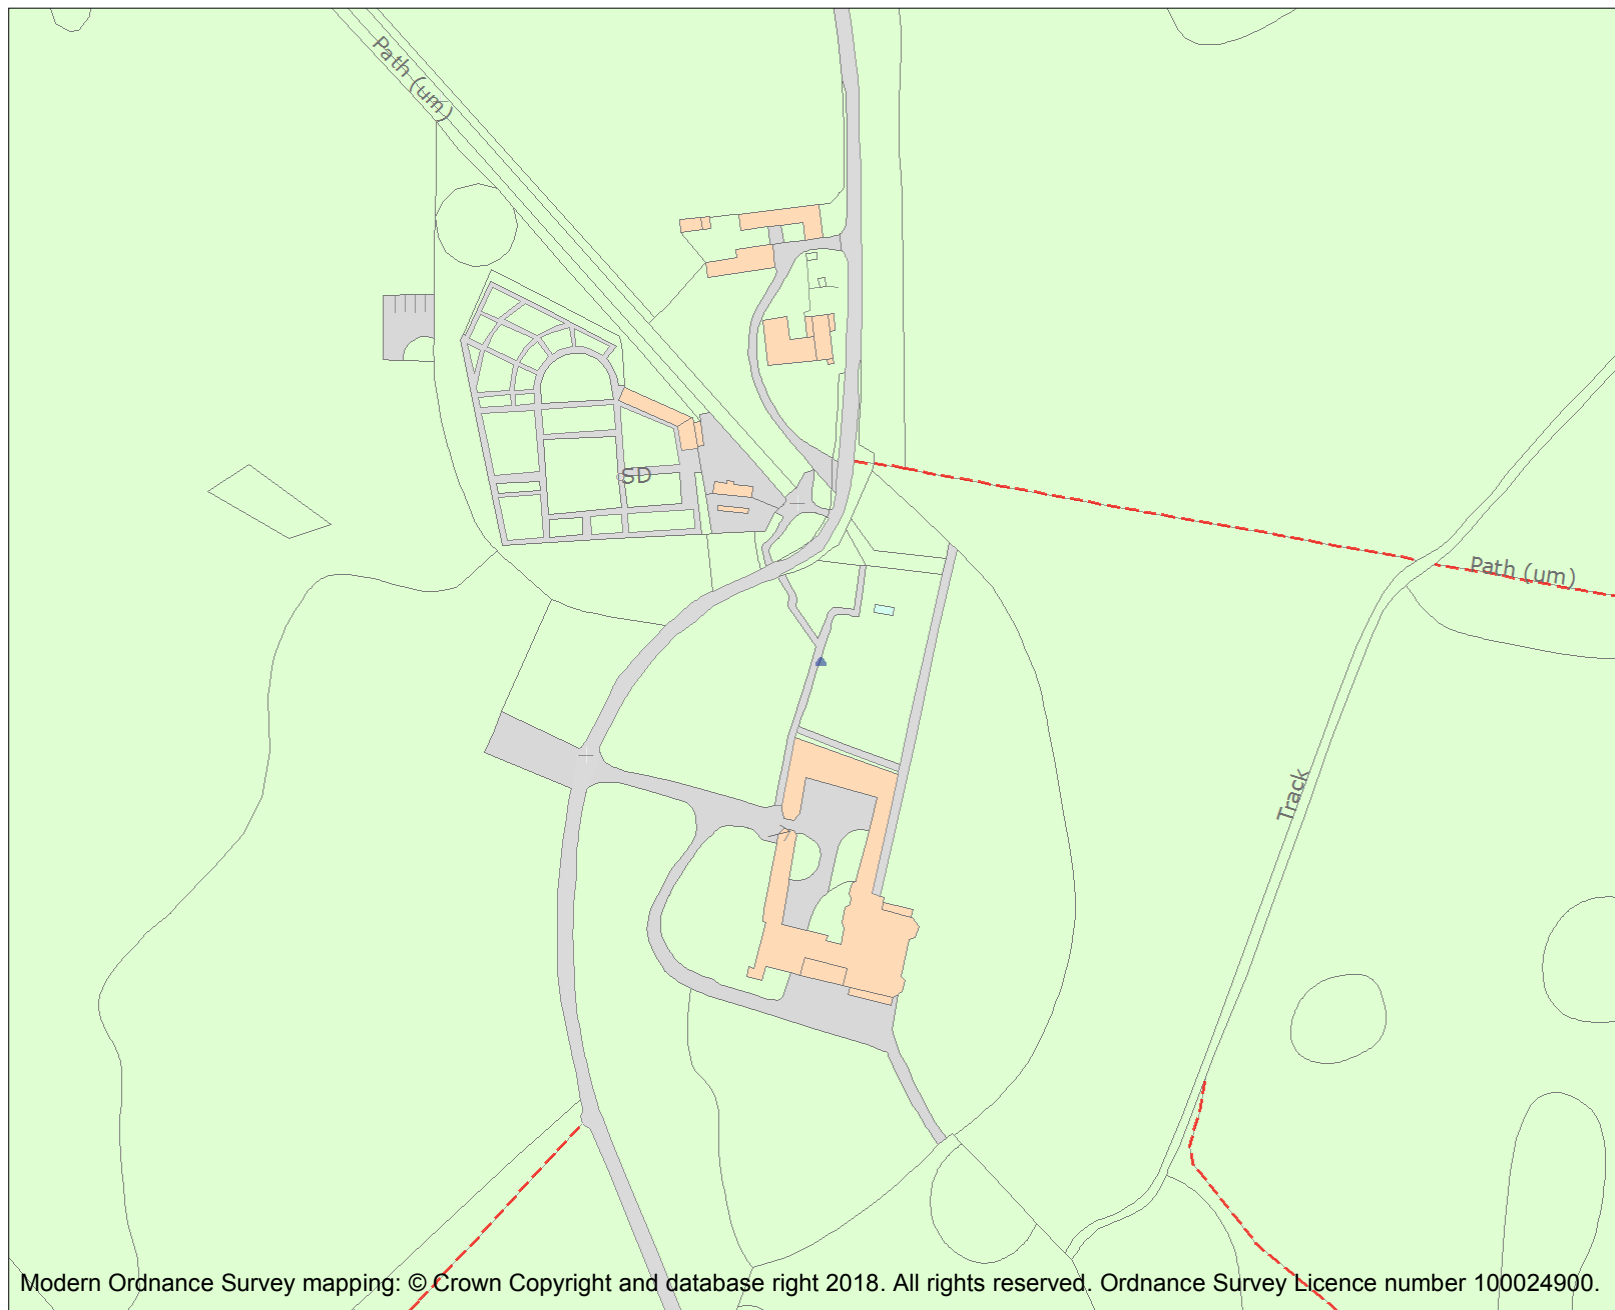 Path (um)
SD
Path (um)
Track
Modern Ordnance Survey mapping: © Crown Copyright and database right 2018. All rights reserved. Ordnance Survey Licence number 100024900.